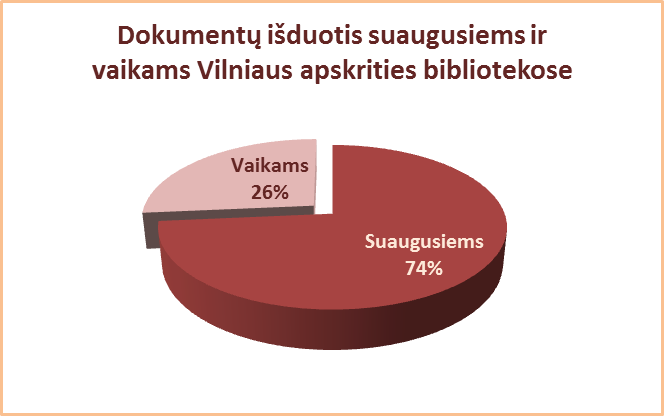 Dokumentų išduotis suaugusiems ir
vaikams Vilniaus apskrities bibliotekose
Vaikams
26%
Suaugusiems
74%